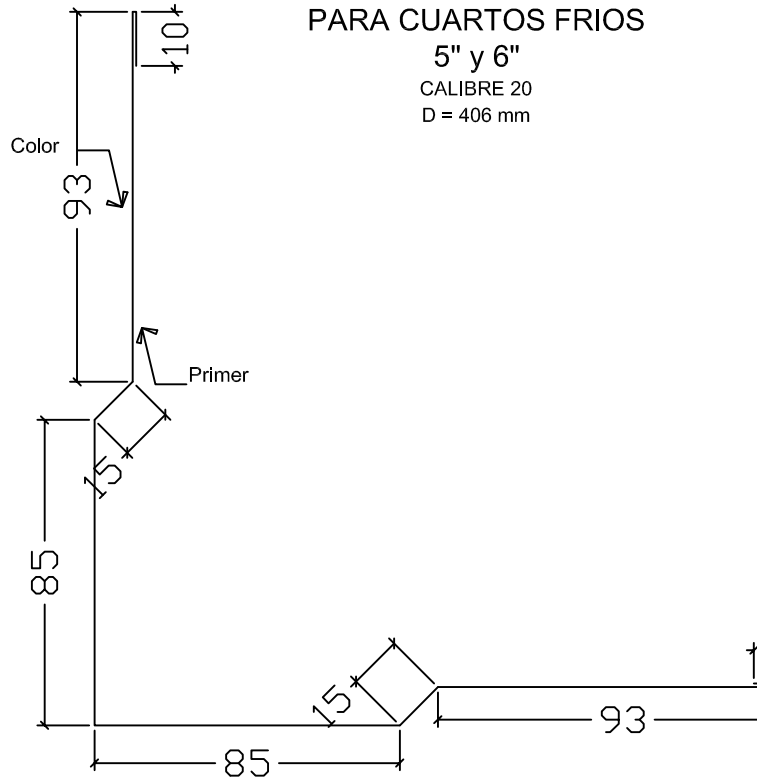 PARA CUARTOS FRIOS
5" y 6"
CALIBRE 20
D = 406 mm
10
Color
93
Primer
15
85
15
93
85